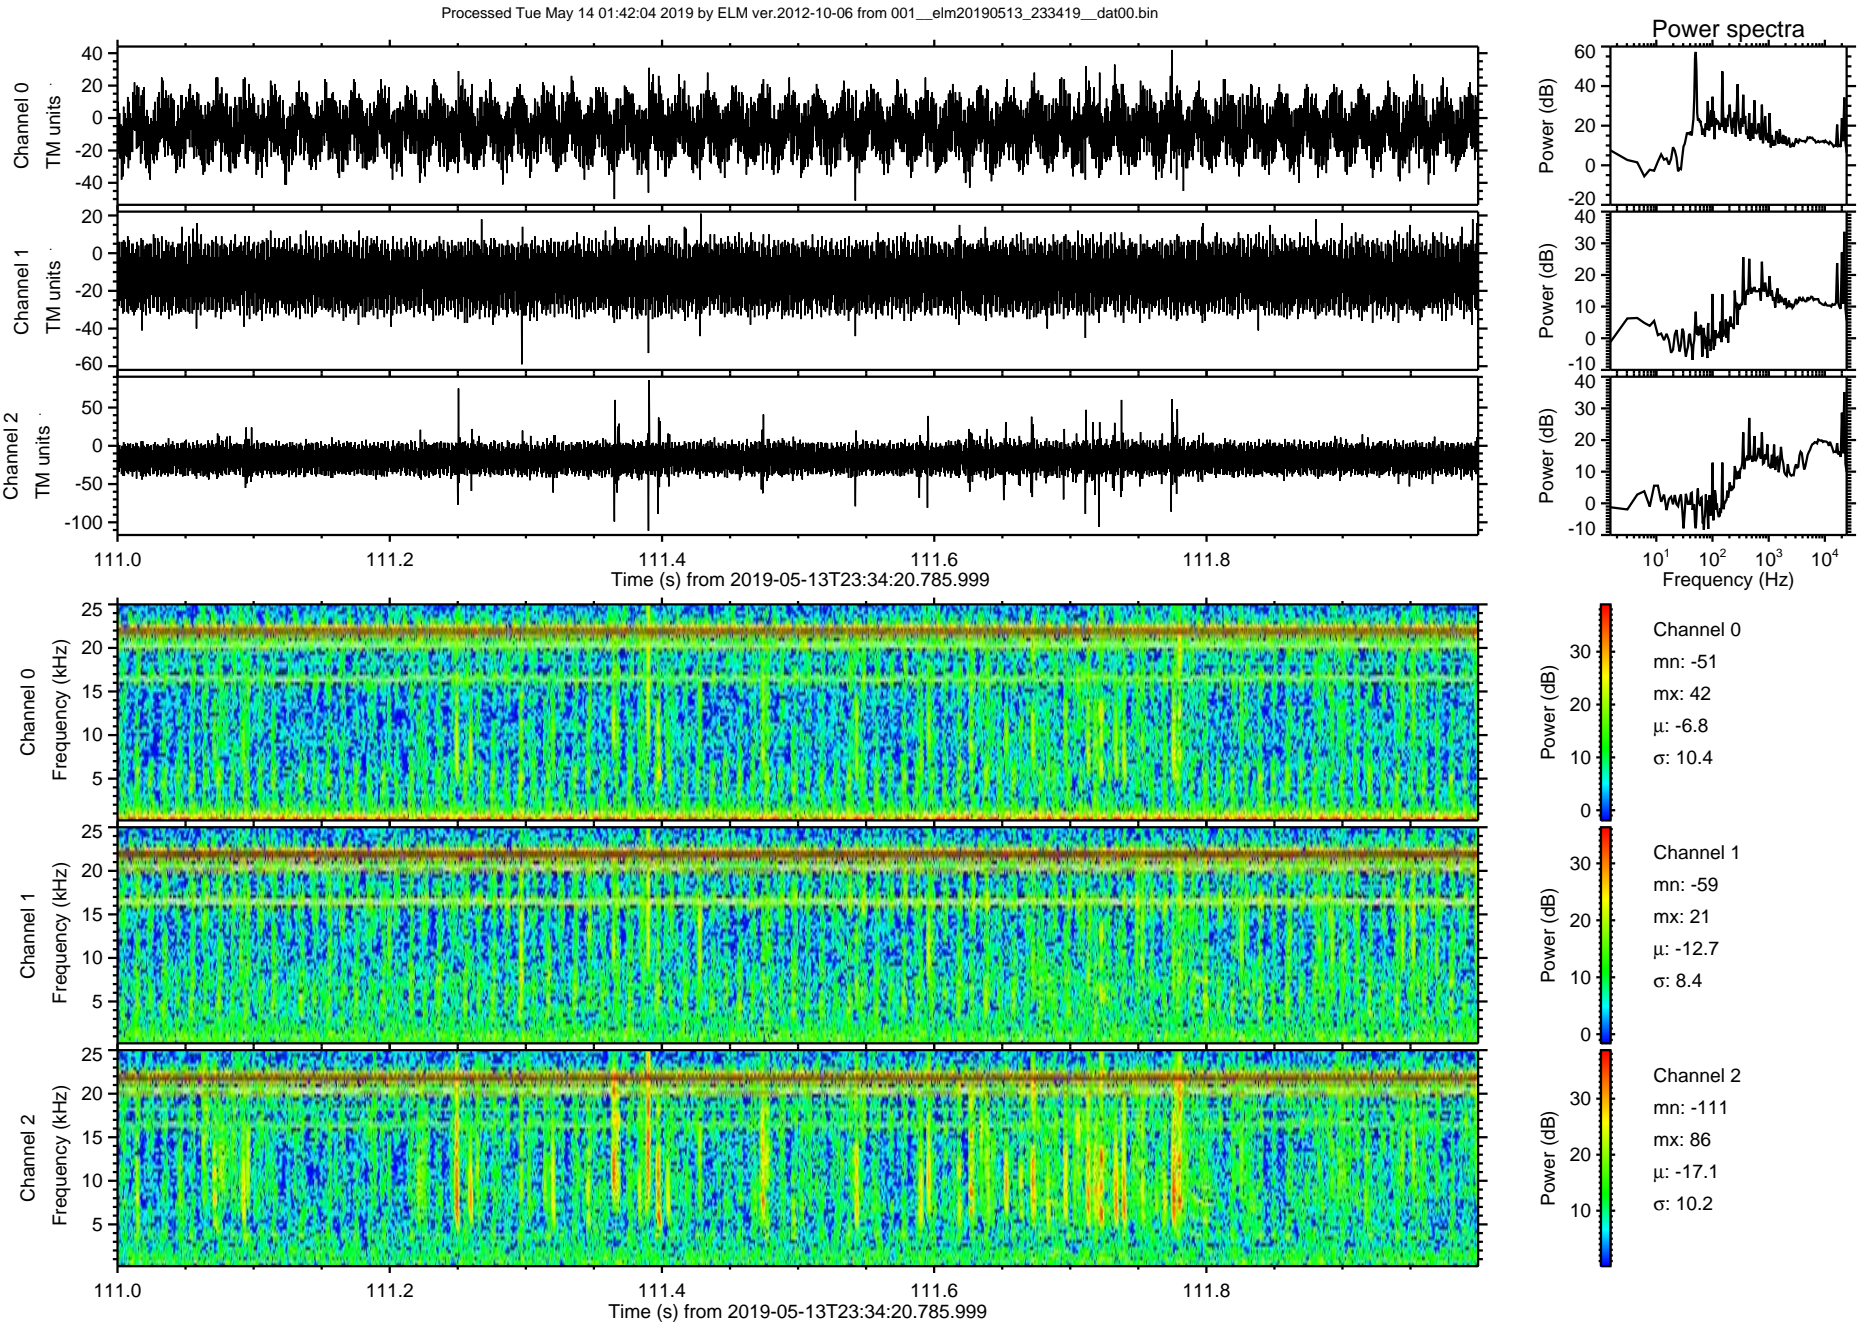 Processed Tue May 14 01:42:04 2019 by ELM ver.2012-10-06 from 001__elm20190513_233419__dat00.bin
Channel 0
TM units
40
20
0
-20
-40
Channel 1
TM units
20
0
-20
-40
-60
Channel 2
TM units
50
0
-50
-100
111.0 111.2 111.4 111.6 111.8
Time (s) from 2019-05-13T23:34:20.785.999
Power spectra
Power (dB)
60
40
20
0
-20
Power (dB)
40
30
20
10
0
-10
Power (dB)
40
30
20
10
0
-10
10¹ 10² 10³ 10⁴
Frequency (Hz)
Channel 0
Frequency (kHz)
25
20
15
10
5
Channel 1
Frequency (kHz)
25
20
15
10
5
Channel 2
Frequency (kHz)
25
20
15
10
5
111.0 111.2 111.4 111.6 111.8
Time (s) from 2019-05-13T23:34:20.785.999
Power (dB)
30
20
10
0
Channel 0
mn: -51
mx: 42
μ: -6.8
σ: 10.4
Power (dB)
30
20
10
0
Channel 1
mn: -59
mx: 21
μ: -12.7
σ: 8.4
Power (dB)
30
20
10
Channel 2
mn: -111
mx: 86
μ: -17.1
σ: 10.2